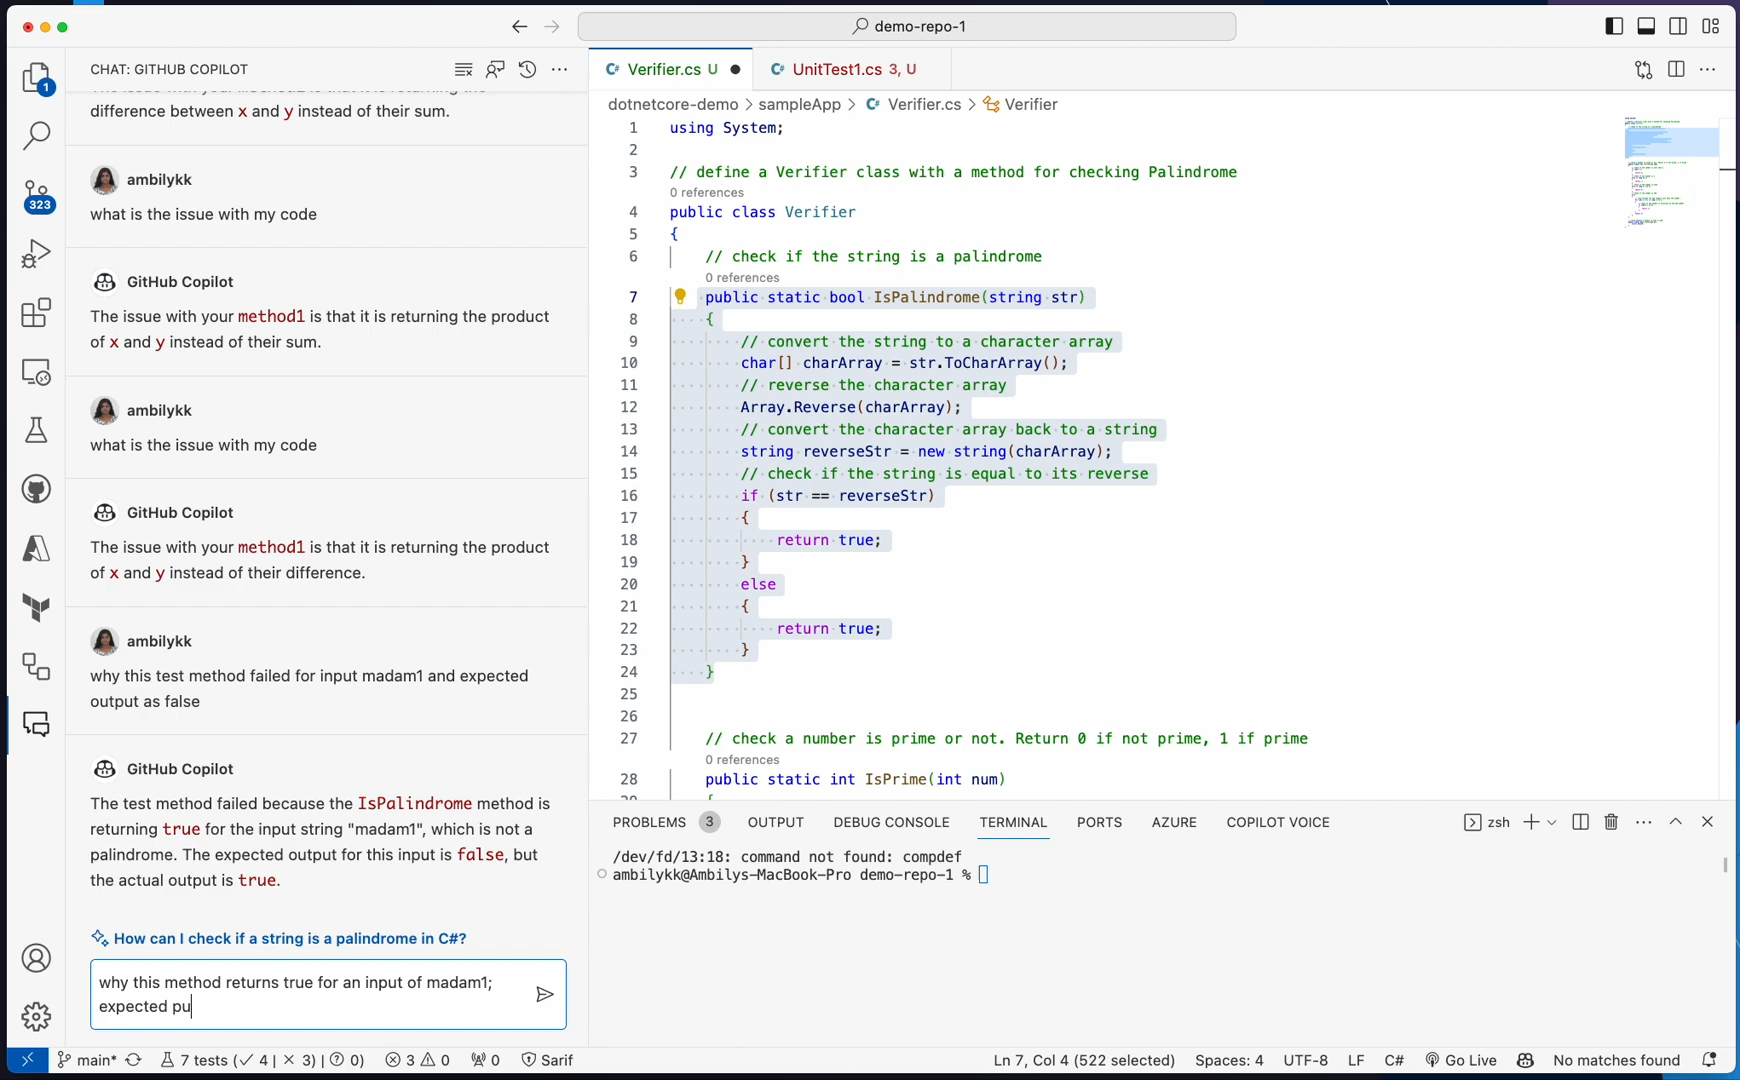 demo-repo-1
CHAT: GITHUB COPILOT
difference between x and y instead of their sum.
ambilykk
what is the issue with my code
GitHub Copilot
The issue with your method1 is that it is returning the product
of x and y instead of their sum.
ambilykk
what is the issue with my code
GitHub Copilot
The issue with your method1 is that it is returning the product
of x and y instead of their difference.
ambilykk
why this test method failed for input madam1 and expected
output as false
GitHub Copilot
The test method failed because the IsPalindrome method is
returning true for the input string "madam1", which is not a
palindrome. The expected output for this input is false, but
the actual output is true.
How can I check if a string is a palindrome in C#?
why this method returns true for an input of madam1;
expected pu
1
323
Verifier.cs U
UnitTest1.cs 3, U
dotnetcore-demo > sampleApp > Verifier.cs > Verifier
1 using System;
2
3 // define a Verifier class with a method for checking Palindrome
0 references
4 public class Verifier
5 {
6 // check if the string is a palindrome
0 references
7 public static bool IsPalindrome(string str)
8 {
9 // convert the string to a character array
10 char[] charArray = str.ToCharArray();
11 // reverse the character array
12 Array.Reverse(charArray);
13 // convert the character array back to a string
14 string reverseStr = new string(charArray);
15 // check if the string is equal to its reverse
16 if (str == reverseStr)
17 {
18 return true;
19 }
20 else
21 {
22 return true;
23 }
24 }
25
26
27 // check a number is prime or not. Return 0 if not prime, 1 if prime
0 references
28 public static int IsPrime(int num)
PROBLEMS 3 OUTPUT DEBUG CONSOLE TERMINAL PORTS AZURE COPILOT VOICE zsh
/dev/fd/13:18: command not found: compdef
ambilykk@Ambilys-MacBook-Pro demo-repo-1 %
main* 7 tests (✓ 4 | × 3) | ? 0) 3 0 0 Sarif Ln 7, Col 4 (522 selected) Spaces: 4 UTF-8 LF C# Go Live No matches found